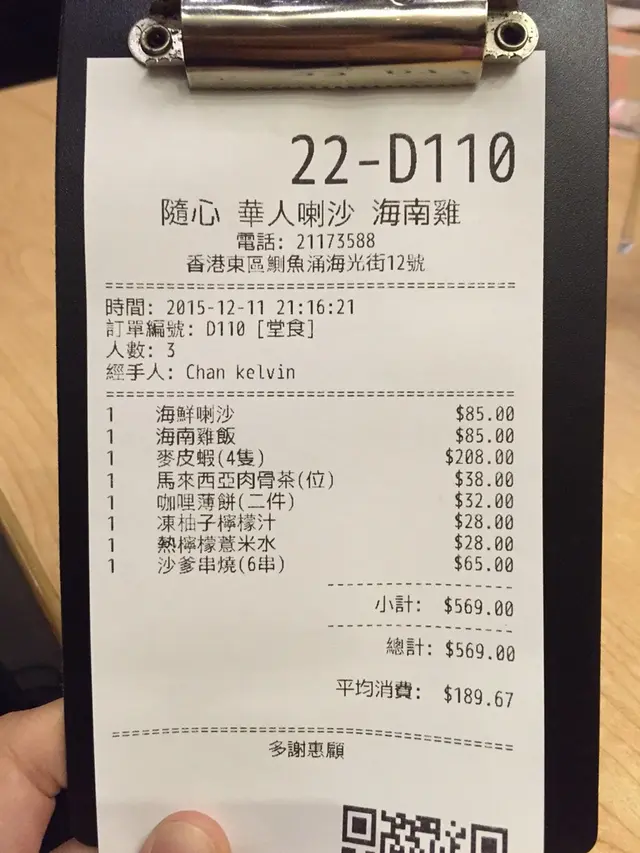 22-D110
隨心 華人喇沙 海南雞
電話: 21173588
香港東區鰂魚涌海光街12號
時間: 2015-12-11 21:16:21
訂單編號: D110 [堂食]
人數: 3
經手人: Chan kelvin
1 海鮮喇沙 $85.00
1 海南雞飯 $85.00
1 麥皮蝦(4隻) $208.00
1 馬來西亞肉骨茶(位) $38.00
1 咖哩薄餅(二件) $32.00
1 凍柚子檸檬汁 $28.00
1 熱檸檬薏米水 $28.00
1 沙爹串燒(6串) $65.00
小計: $569.00
總計: $569.00
平均消費: $189.67
多謝惠顧